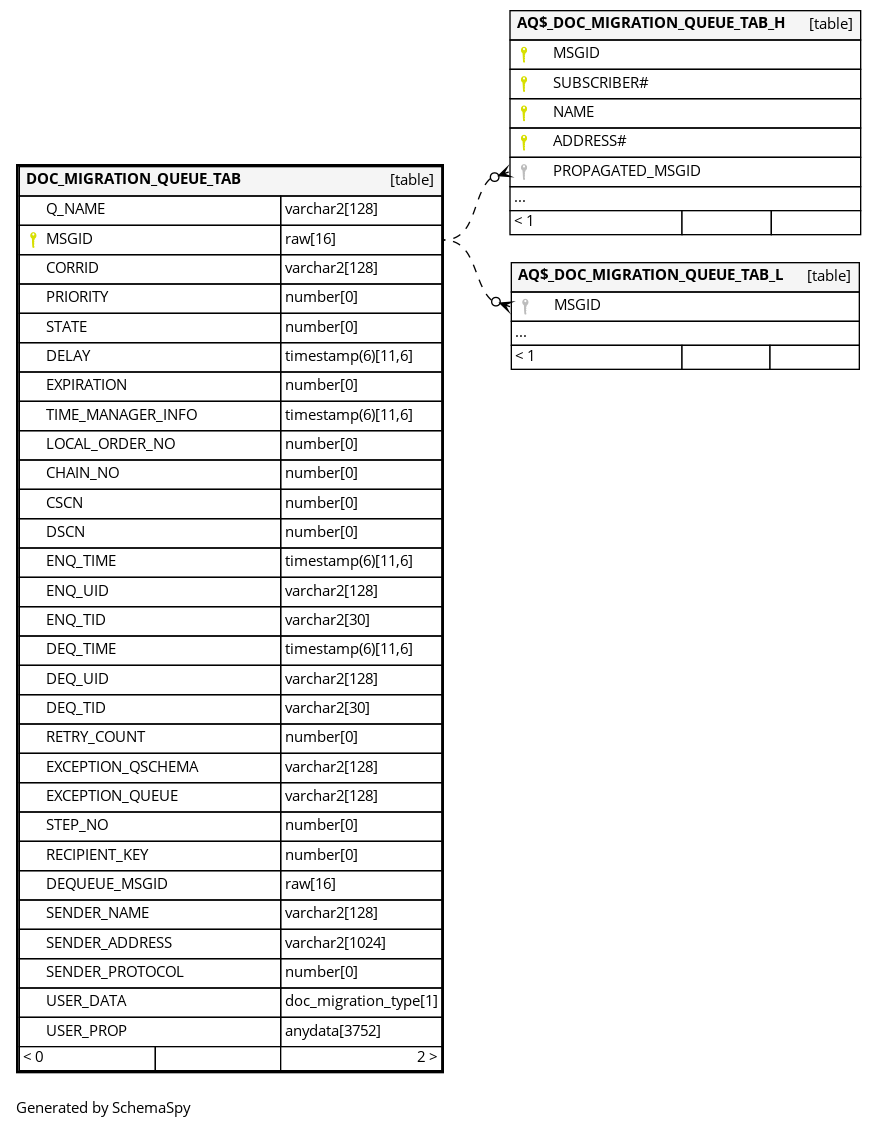 AQ$_DOC_MIGRATION_QUEUE_TAB_H [table]
MSGID
SUBSCRIBER#
NAME
ADDRESS#
PROPAGATED_MSGID
...
< 1
DOC_MIGRATION_QUEUE_TAB [table]
Q_NAME varchar2[128]
MSGID raw[16]
CORRID varchar2[128]
PRIORITY number[0]
STATE number[0]
DELAY timestamp(6)[11,6]
EXPIRATION number[0]
TIME_MANAGER_INFO timestamp(6)[11,6]
LOCAL_ORDER_NO number[0]
CHAIN_NO number[0]
CSCN number[0]
DSCN number[0]
ENQ_TIME timestamp(6)[11,6]
ENQ_UID varchar2[128]
ENQ_TID varchar2[30]
DEQ_TIME timestamp(6)[11,6]
DEQ_UID varchar2[128]
DEQ_TID varchar2[30]
RETRY_COUNT number[0]
EXCEPTION_QSCHEMA varchar2[128]
EXCEPTION_QUEUE varchar2[128]
STEP_NO number[0]
RECIPIENT_KEY number[0]
DEQUEUE_MSGID raw[16]
SENDER_NAME varchar2[128]
SENDER_ADDRESS varchar2[1024]
SENDER_PROTOCOL number[0]
USER_DATA doc_migration_type[1]
USER_PROP anydata[3752]
< 0 2 >
AQ$_DOC_MIGRATION_QUEUE_TAB_L [table]
MSGID
...
< 1
Generated by SchemaSpy